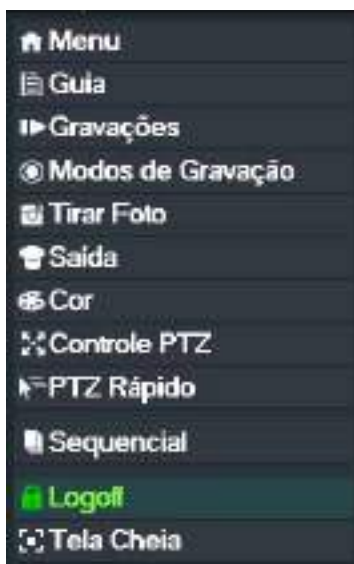 Menu
Guia
Gravações
Modos de Gravação
Tirar Foto
Saída
Cor
Controle PTZ
PTZ Rápido
Sequencial
Logoff
Tela Cheia